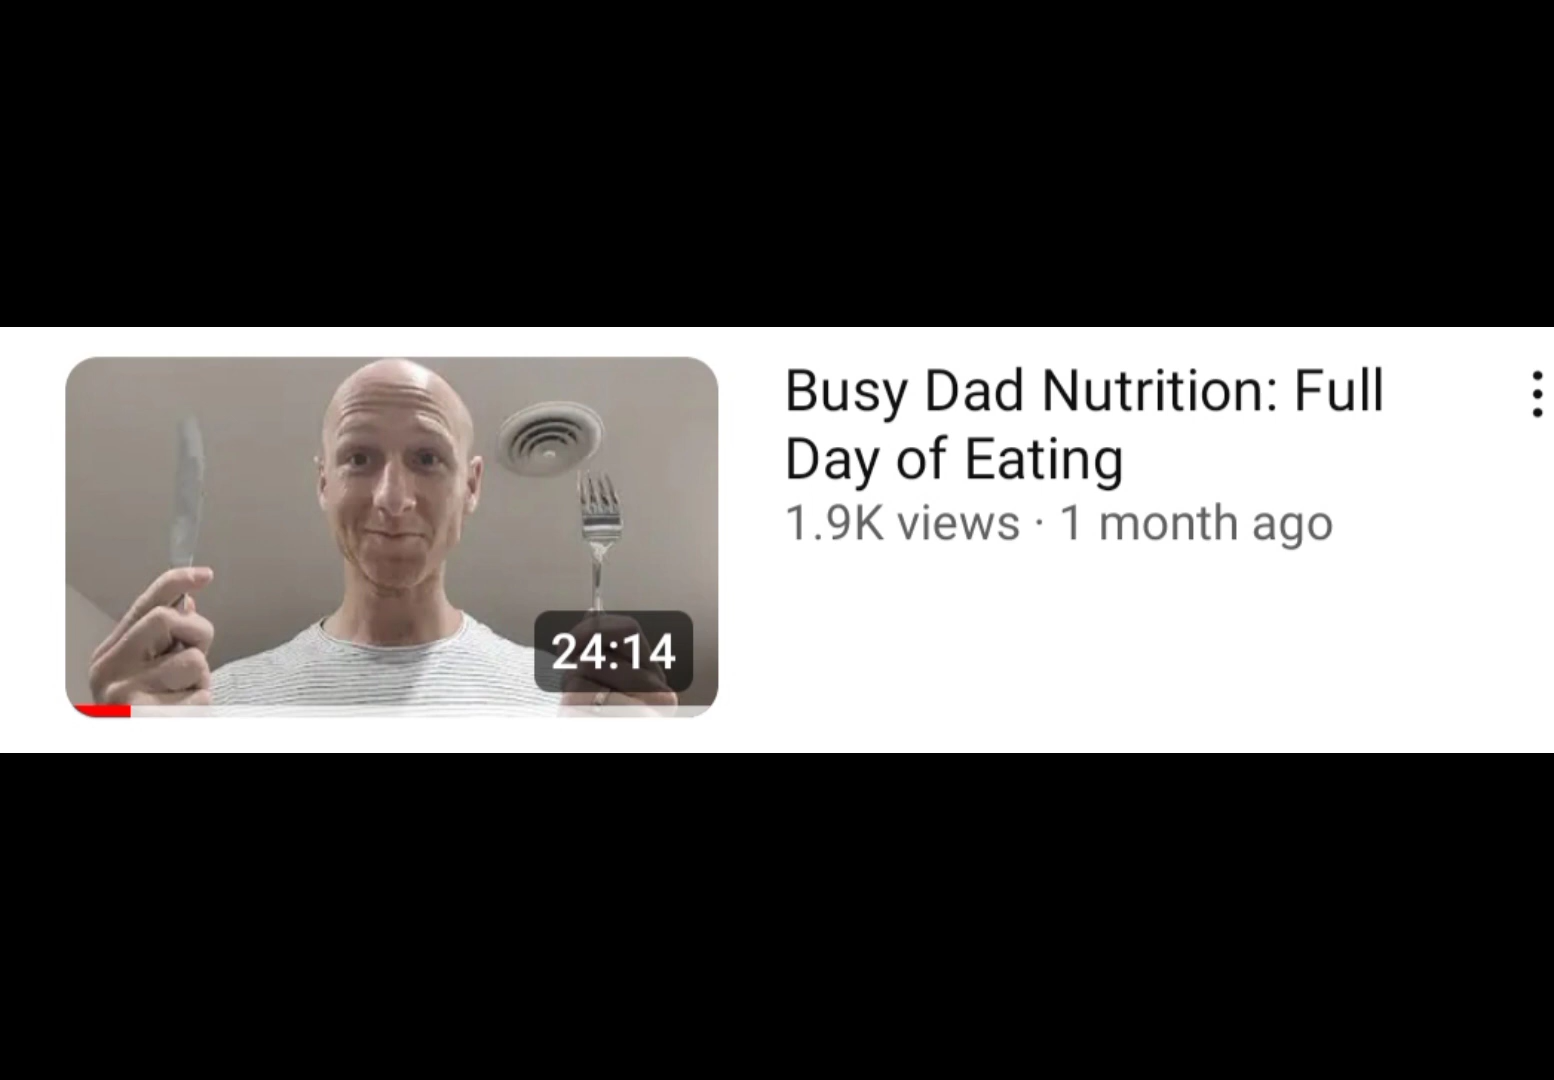 Busy Dad Nutrition: Full
Day of Eating
1.9K views · 1 month ago
24:14